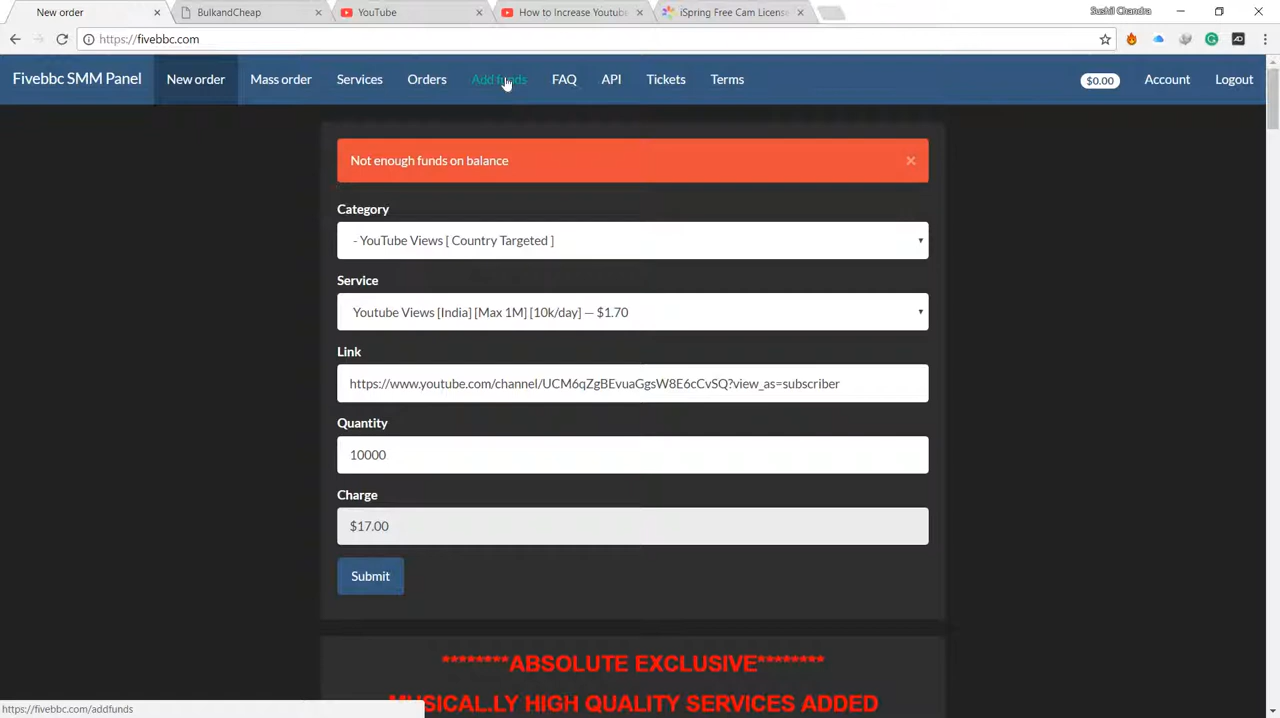 New order
BulkandCheap
YouTube
How to Increase Youtub
iSpring Free Cam License
Sushil Chandra
https://fivebbc.com
Fivebbc SMM Panel
New order
Mass order
Services
Orders
Add funds
FAQ
API
Tickets
Terms
$0.00
Account
Logout
Not enough funds on balance
Category
- YouTube Views [ Country Targeted ]
Service
Youtube Views [India] [Max 1M] [10k/day] — $1.70
Link
https://www.youtube.com/channel/UCM6qZgBEvuaGgsW8E6cCvSQ?view_as=subscriber
Quantity
10000
Charge
$17.00
Submit
********ABSOLUTE EXCLUSIVE********
MUSICAL.LY HIGH QUALITY SERVICES ADDED
https://fivebbc.com/addfunds